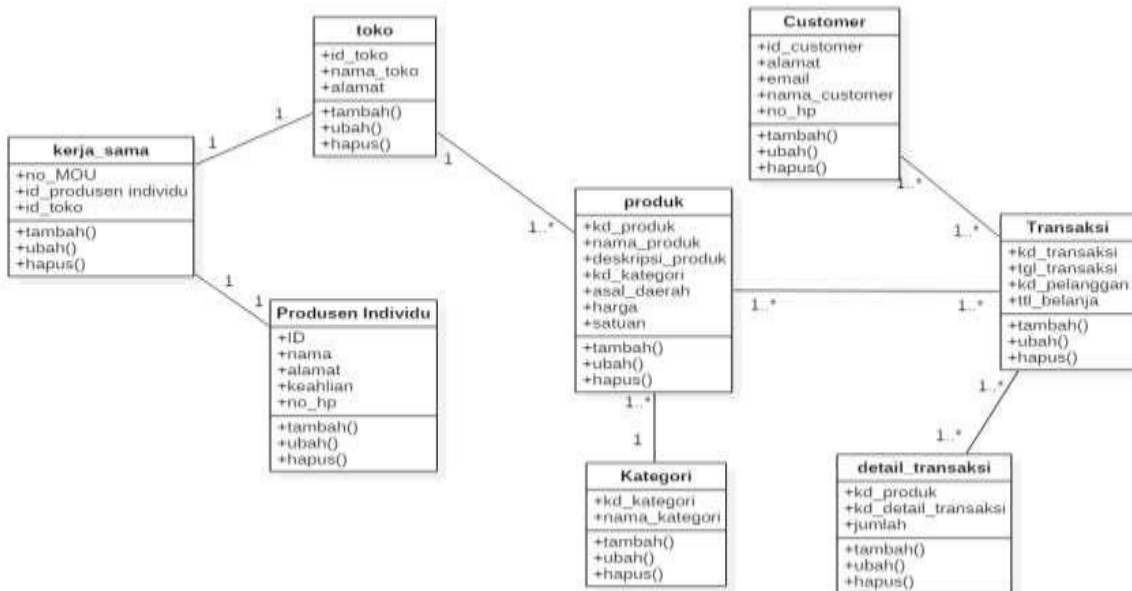 toko
+id_toko
+nama_toko
+alamat
+tambah()
+ubah()
+hapus()
1
1
1
kerja_sama
+no_MOU
+id_produsen individu
+id_toko
+tambah()
+ubah()
+hapus()
1
1
Produsen Individu
+ID
+nama
+alamat
+keahlian
+no_hp
+tambah()
+ubah()
+hapus()
1..*
produk
+kd_produk
+nama_produk
+deskripsi_produk
+kd_kategori
+asal_daerah
+harga
+satuan
+tambah()
+ubah()
+hapus()
1..*
1
Kategori
+kd_kategori
+nama_kategori
+tambah()
+ubah()
+hapus()
Customer
+id_customer
+alamat
+email
+nama_customer
+no_hp
+tambah()
+ubah()
+hapus()
1..*
1..*
Transaksi
+kd_transaksi
+tgl_transaksi
+kd_pelanggan
+ttl_belanja
+tambah()
+ubah()
+hapus()
1..*
1..*
1..*
1..*
detail_transaksi
+kd_produk
+kd_detail_transaksi
+jumlah
+tambah()
+ubah()
+hapus()